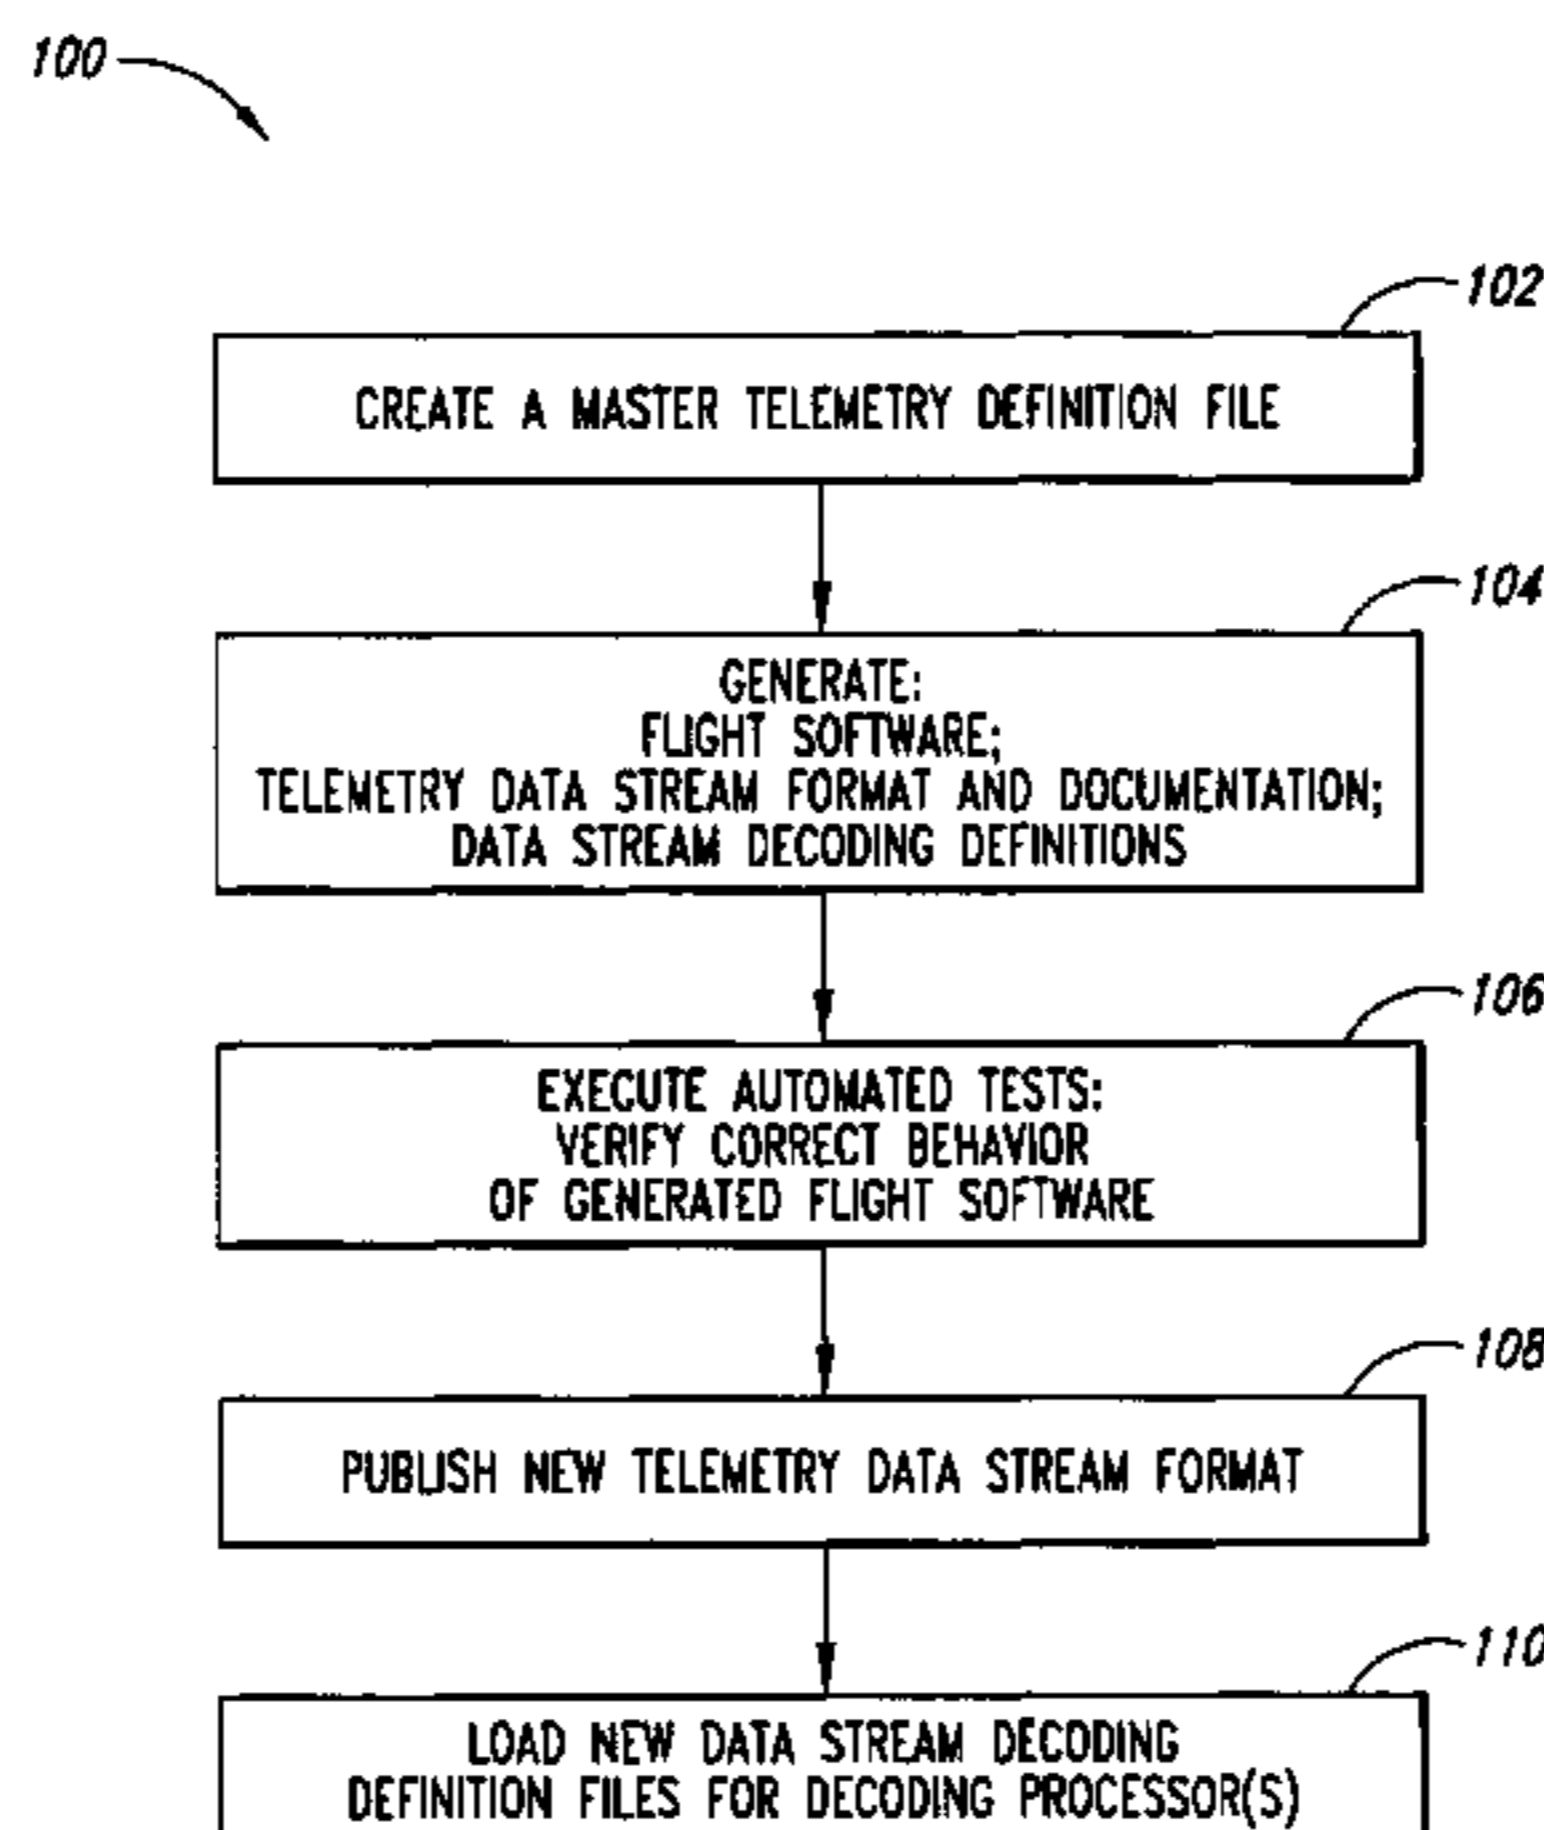 100
102
CREATE A MASTER TELEMETRY DEFINITION FILE
104
GENERATE:
FLIGHT SOFTWARE;
TELEMETRY DATA STREAM FORMAT AND DOCUMENTATION;
DATA STREAM DECODING DEFINITIONS
106
EXECUTE AUTOMATED TESTS:
VERIFY CORRECT BEHAVIOR
OF GENERATED FLIGHT SOFTWARE
108
PUBLISH NEW TELEMETRY DATA STREAM FORMAT
110
LOAD NEW DATA STREAM DECODING
DEFINITION FILES FOR DECODING PROCESSOR(S)